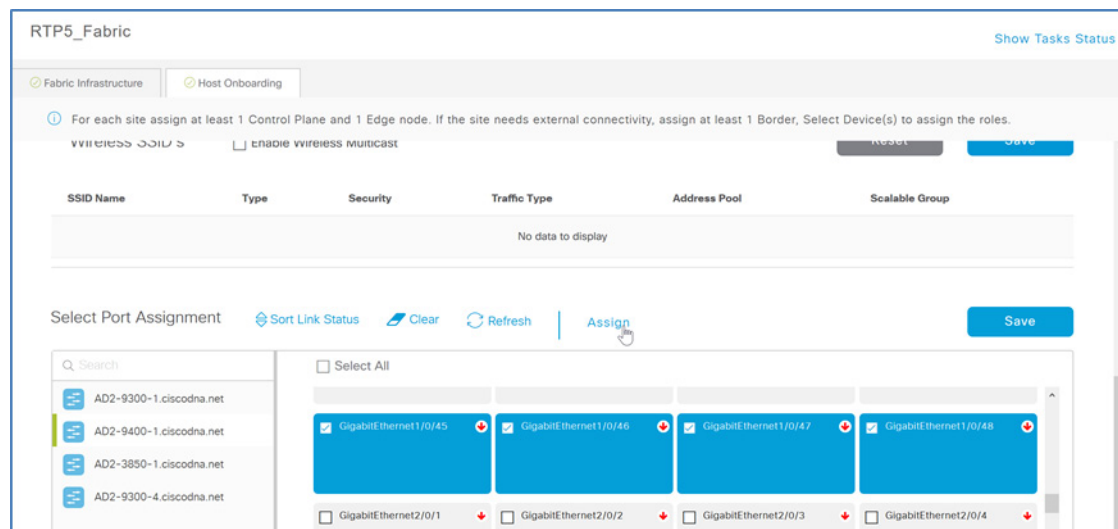 RTP5_Fabric
Show Tasks Status
Fabric Infrastructure Host Onboarding
For each site assign at least 1 Control Plane and 1 Edge node. If the site needs external connectivity, assign at least 1 Border, Select Device(s) to assign the roles.
Wireless SSID's Enable Wireless Multicast Reset Save
SSID Name Type Security Traffic Type Address Pool Scalable Group
No data to display
Select Port Assignment Sort Link Status Clear Refresh Assign Save
Search Select All
AD2-9300-1.ciscodna.net
AD2-9400-1.ciscodna.net GigabitEthernet1/0/45 GigabitEthernet1/0/46 GigabitEthernet1/0/47 GigabitEthernet1/0/48
AD2-3850-1.ciscodna.net
AD2-9300-4.ciscodna.net
GigabitEthernet2/0/1 GigabitEthernet2/0/2 GigabitEthernet2/0/3 GigabitEthernet2/0/4